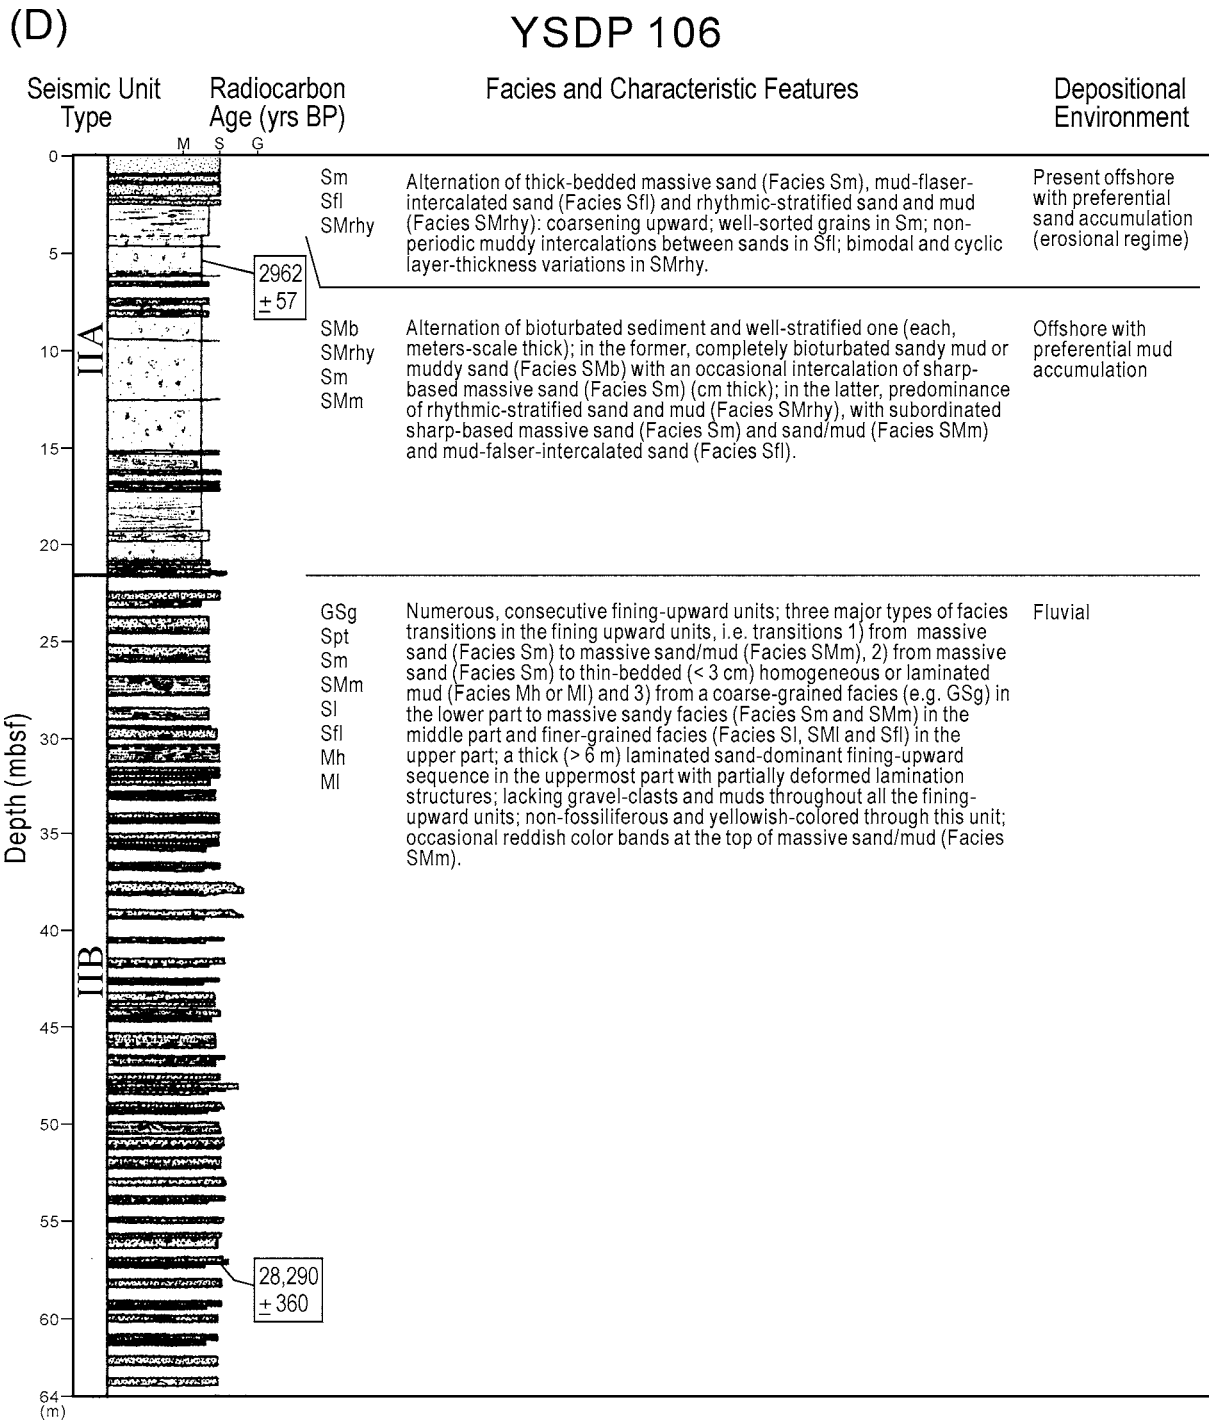 (D)
YSDP 106
Seismic Unit
Type
Radiocarbon
Age (yrs BP)
Facies and Characteristic Features
Depositional
Environment
M S G
0
5
10
15
20
25
30
35
40
45
50
55
60
64
(m)
Depth (mbsf)
IIA
IIB
2962
± 57
28,290
± 360
Sm
Sfl
SMrhy
Alternation of thick-bedded massive sand (Facies Sm), mud-flaser-
intercalated sand (Facies Sfl) and rhythmic-stratified sand and mud
(Facies SMrhy): coarsening upward; well-sorted grains in Sm; non-
periodic muddy intercalations between sands in Sfl; bimodal and cyclic
layer-thickness variations in SMrhy.
Present offshore
with preferential
sand accumulation
(erosional regime)
SMb
SMrhy
Sm
SMm
Alternation of bioturbated sediment and well-stratified one (each,
meters-scale thick); in the former, completely bioturbated sandy mud or
muddy sand (Facies SMb) with an occasional intercalation of sharp-
based massive sand (Facies Sm) (cm thick); in the latter, predominance
of rhythmic-stratified sand and mud (Facies SMrhy), with subordinated
sharp-based massive sand (Facies Sm) and sand/mud (Facies SMm)
and mud-falser-intercalated sand (Facies Sfl).
Offshore with
preferential mud
accumulation
GSg
Spt
Sm
SMm
Sl
Sfl
Mh
Ml
Numerous, consecutive fining-upward units; three major types of facies
transitions in the fining upward units, i.e. transitions 1) from massive
sand (Facies Sm) to massive sand/mud (Facies SMm), 2) from massive
sand (Facies Sm) to thin-bedded (< 3 cm) homogeneous or laminated
mud (Facies Mh or Ml) and 3) from a coarse-grained facies (e.g. GSg) in
the lower part to massive sandy facies (Facies Sm and SMm) in the
middle part and finer-grained facies (Facies Sl, SMl and Sfl) in the
upper part; a thick (> 6 m) laminated sand-dominant fining-upward
sequence in the uppermost part with partially deformed lamination
structures; lacking gravel-clasts and muds throughout all the fining-
upward units; non-fossiliferous and yellowish-colored through this unit;
occasional reddish color bands at the top of massive sand/mud (Facies
SMm).
Fluvial